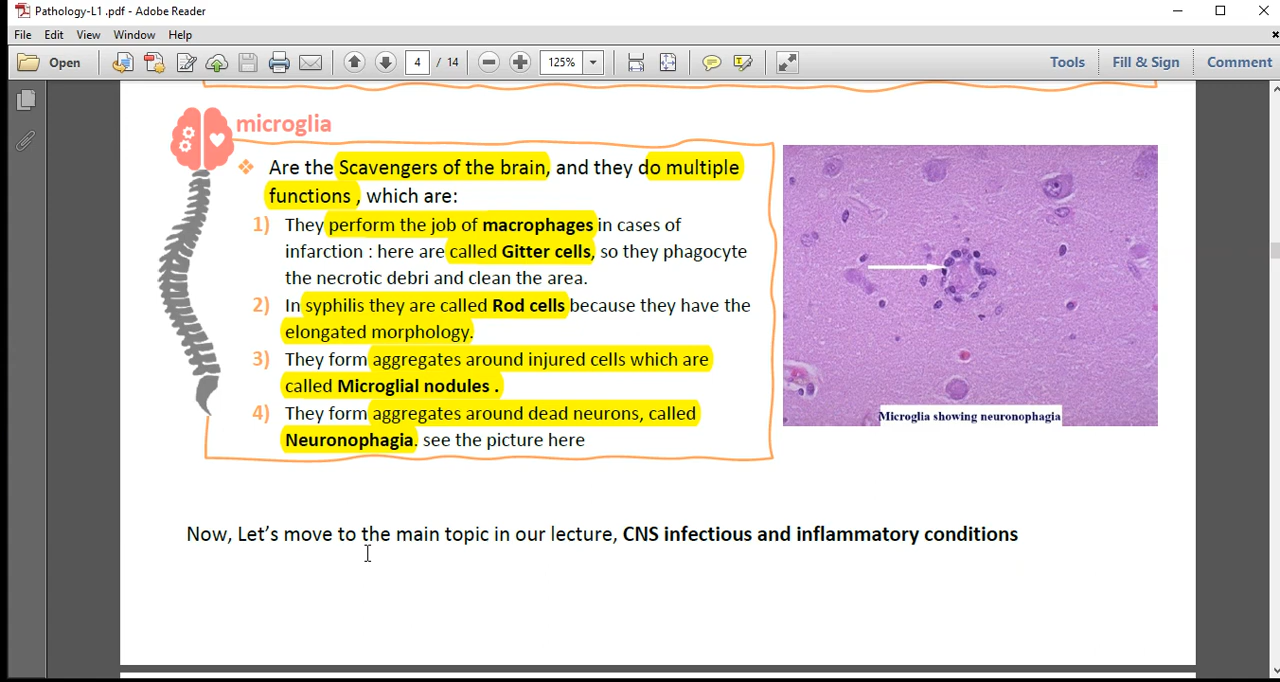 Pathology-L1 .pdf - Adobe Reader
File Edit View Window Help
Open 4 / 14 125% Tools Fill & Sign Comment
microglia
❖ Are the Scavengers of the brain, and they do multiple
functions , which are:
1) They perform the job of macrophages in cases of
infarction : here are called Gitter cells, so they phagocyte
the necrotic debri and clean the area.
2) In syphilis they are called Rod cells because they have the
elongated morphology.
3) They form aggregates around injured cells which are
called Microglial nodules .
4) They form aggregates around dead neurons, called
Neuronophagia. see the picture here
Microglia showing neuronophagia
Now, Let's move to the main topic in our lecture, CNS infectious and inflammatory conditions